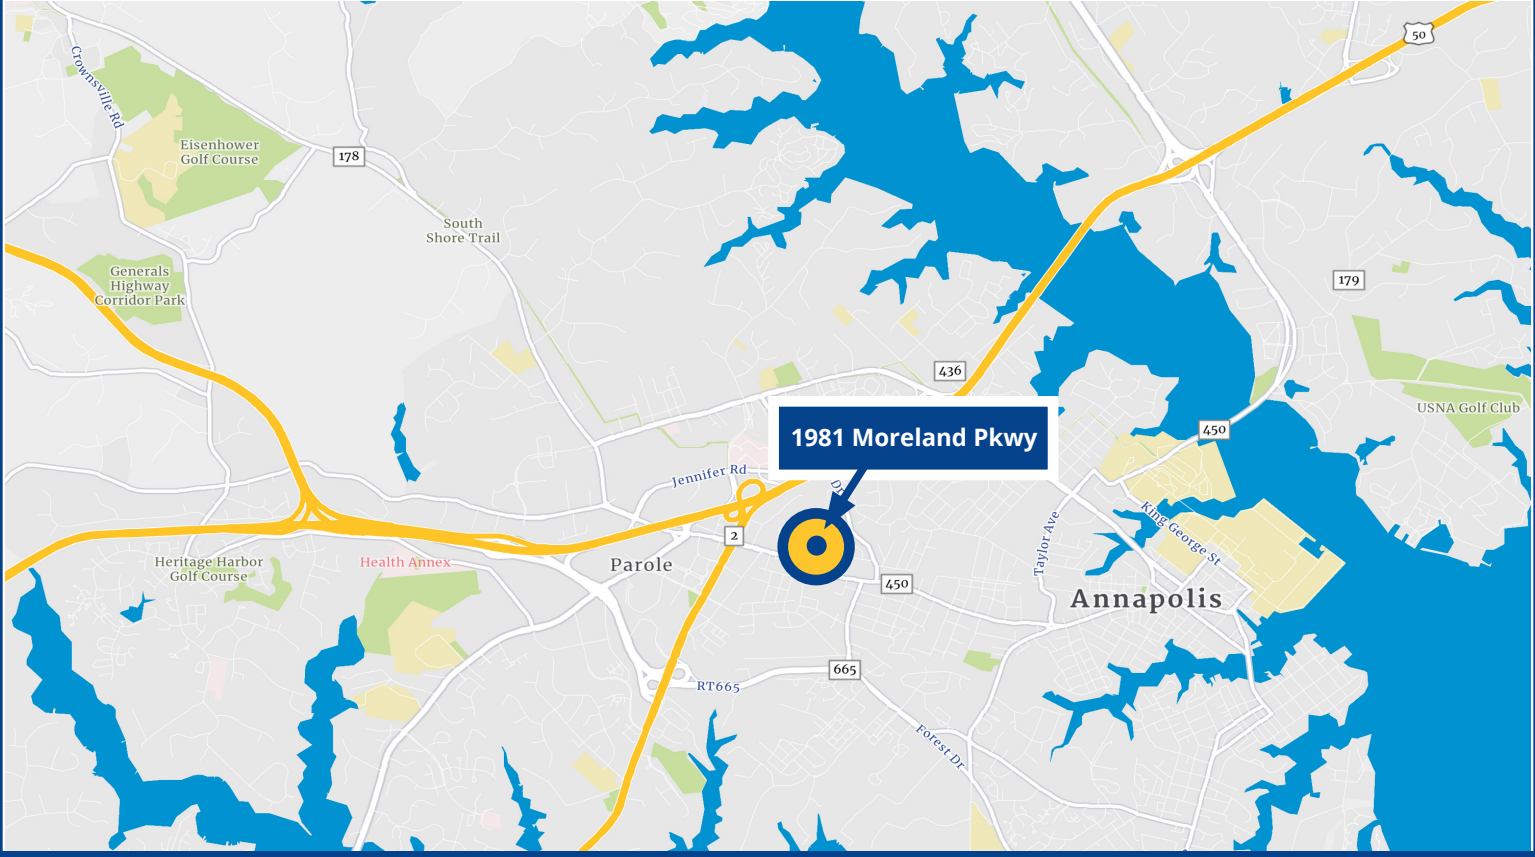 50
Crownsville Rd
Eisenhower
Golf Course
178
South
Shore Trail
Generals
Highway
Corridor Park
179
436
USNA Golf Club
450
1981 Moreland Pkwy
Jennifer Rd
Dr
King George St
Taylor Ave
2
Heritage Harbor
Golf Course
Health Annex
Parole
450
Annapolis
665
RT665
Forest Dr